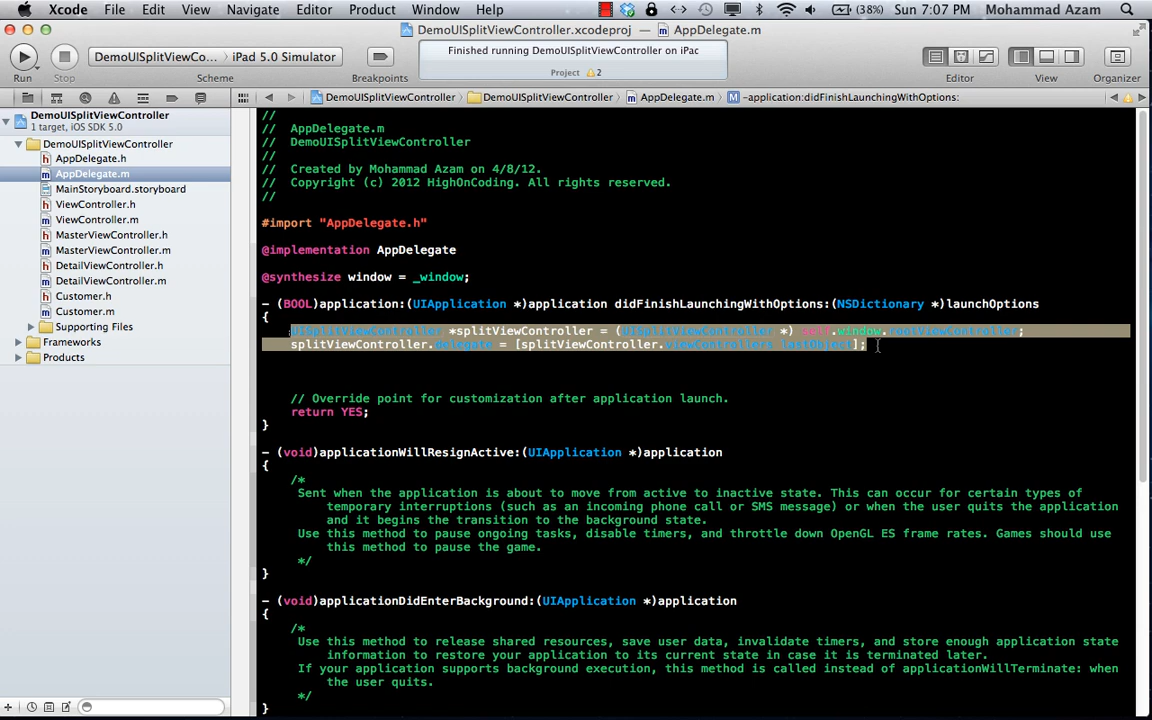 Xcode File Edit View Navigate Editor Product Window Help (38%) Sun 7:07 PM Mohammad Azam
DemoUISplitViewController.xcodeproj — AppDelegate.m
DemoUISplitViewCo... iPad 5.0 Simulator
Finished running DemoUISplitViewController on iPac
Project 2
Run Stop Scheme Breakpoints Editor View Organizer
DemoUISplitViewController DemoUISplitViewController AppDelegate.m -application:didFinishLaunchingWithOptions:
DemoUISplitViewController
1 target, iOS SDK 5.0
DemoUISplitViewController
AppDelegate.h
AppDelegate.m
MainStoryboard.storyboard
ViewController.h
ViewController.m
MasterViewController.h
MasterViewController.m
DetailViewController.h
DetailViewController.m
Customer.h
Customer.m
Supporting Files
Frameworks
Products
//
// AppDelegate.m
// DemoUISplitViewController
//
// Created by Mohammad Azam on 4/8/12.
// Copyright (c) 2012 HighOnCoding. All rights reserved.
//
#import "AppDelegate.h"
@implementation AppDelegate
@synthesize window = _window;
- (BOOL)application:(UIApplication *)application didFinishLaunchingWithOptions:(NSDictionary *)launchOptions
{
UISplitViewController *splitViewController = (UISplitViewController *) self.window.rootViewController;
splitViewController.delegate = [splitViewController.viewControllers lastObject];
// Override point for customization after application launch.
return YES;
}
- (void)applicationWillResignActive:(UIApplication *)application
{
/*
Sent when the application is about to move from active to inactive state. This can occur for certain types of
temporary interruptions (such as an incoming phone call or SMS message) or when the user quits the application
and it begins the transition to the background state.
Use this method to pause ongoing tasks, disable timers, and throttle down OpenGL ES frame rates. Games should use
this method to pause the game.
*/
}
- (void)applicationDidEnterBackground:(UIApplication *)application
{
/*
Use this method to release shared resources, save user data, invalidate timers, and store enough application state
information to restore your application to its current state in case it is terminated later.
If your application supports background execution, this method is called instead of applicationWillTerminate: when
the user quits.
*/
}